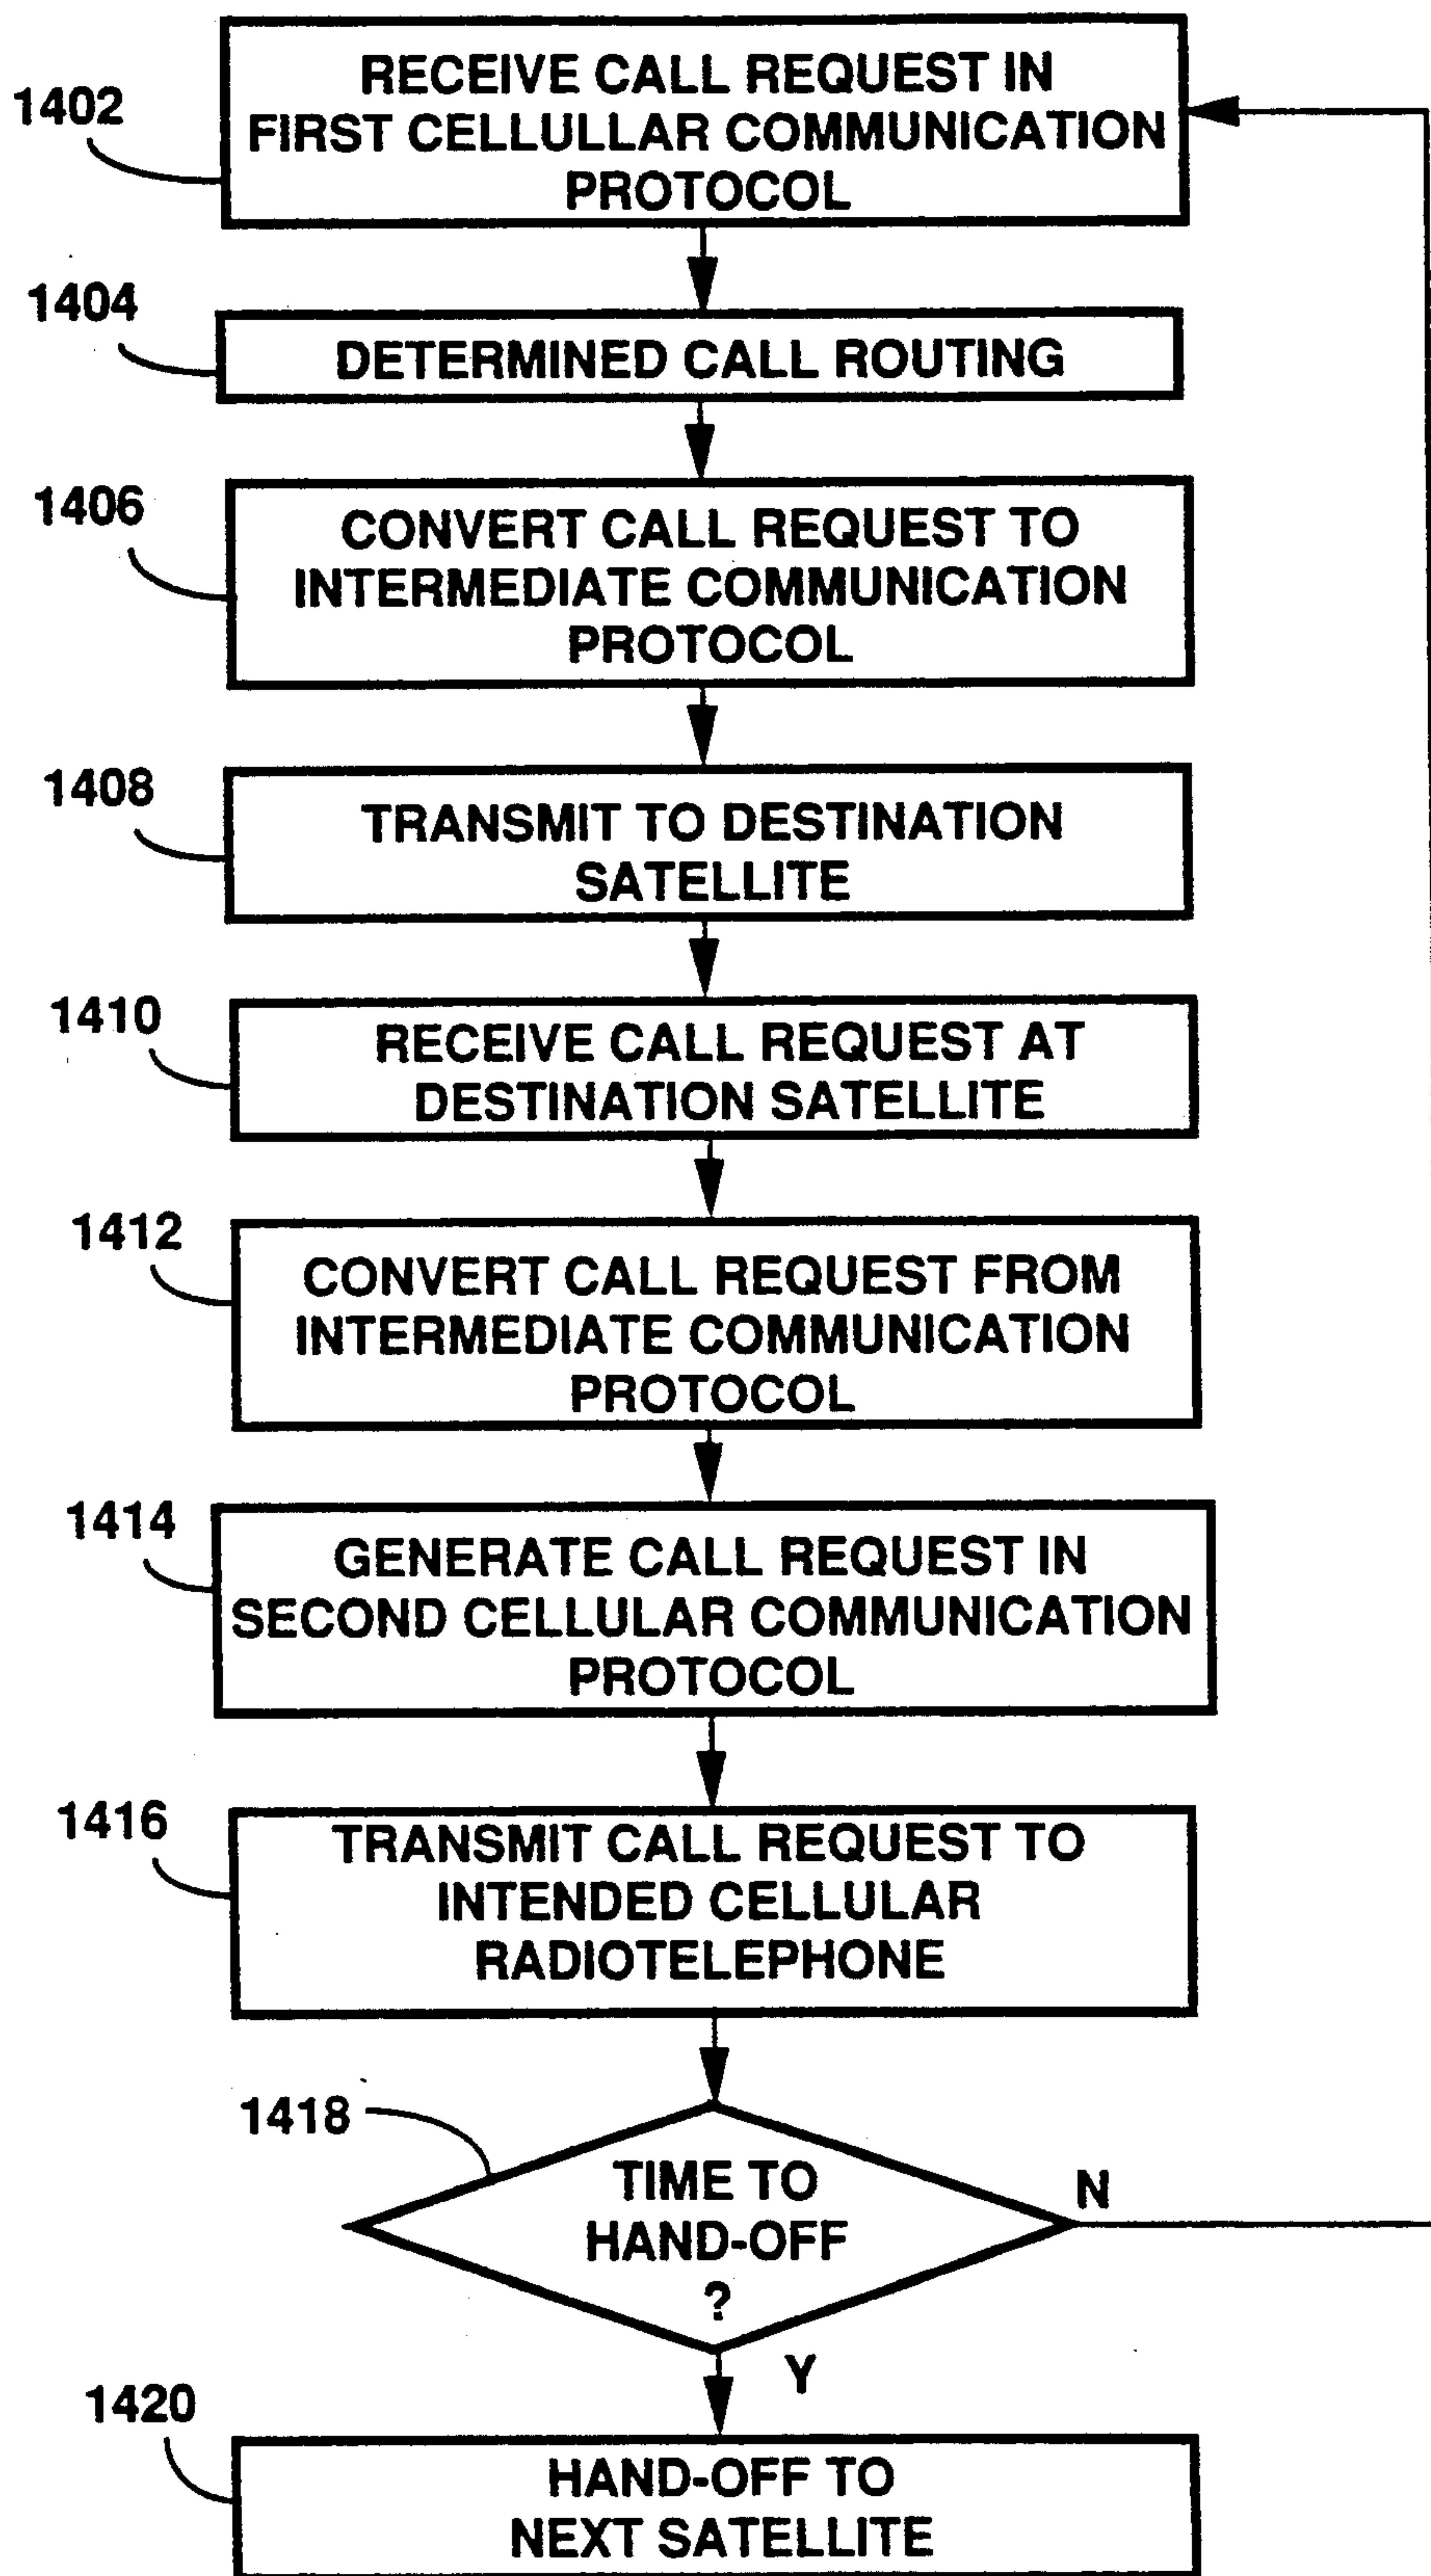 1402
RECEIVE CALL REQUEST IN
FIRST CELLULLAR COMMUNICATION
PROTOCOL
1404
DETERMINED CALL ROUTING
1406
CONVERT CALL REQUEST TO
INTERMEDIATE COMMUNICATION
PROTOCOL
1408
TRANSMIT TO DESTINATION
SATELLITE
1410
RECEIVE CALL REQUEST AT
DESTINATION SATELLITE
1412
CONVERT CALL REQUEST FROM
INTERMEDIATE COMMUNICATION
PROTOCOL
1414
GENERATE CALL REQUEST IN
SECOND CELLULAR COMMUNICATION
PROTOCOL
1416
TRANSMIT CALL REQUEST TO
INTENDED CELLULAR
RADIOTELEPHONE
1418
TIME TO
HAND-OFF
?
N
Y
1420
HAND-OFF TO
NEXT SATELLITE